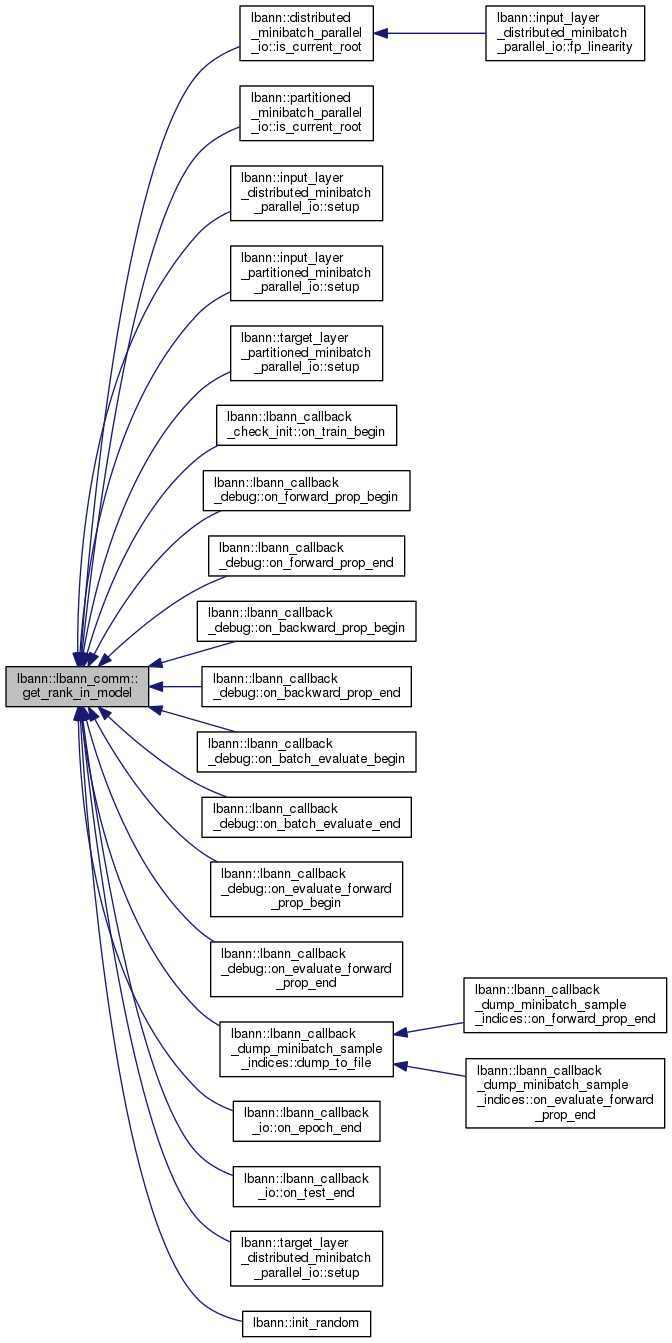 lbann::distributed
_minibatch_parallel
_io::is_current_root
lbann::input_layer
_distributed_minibatch
_parallel_io::fp_linearity
lbann::partitioned
_minibatch_parallel
_io::is_current_root
lbann::input_layer
_distributed_minibatch
_parallel_io::setup
lbann::input_layer
_partitioned_minibatch
_parallel_io::setup
lbann::target_layer
_partitioned_minibatch
_parallel_io::setup
lbann::lbann_callback
_check_init::on_train_begin
lbann::lbann_callback
_debug::on_forward_prop_begin
lbann::lbann_callback
_debug::on_forward_prop_end
lbann::lbann_callback
_debug::on_backward_prop_begin
lbann::lbann_comm::
get_rank_in_model
lbann::lbann_callback
_debug::on_backward_prop_end
lbann::lbann_callback
_debug::on_batch_evaluate_begin
lbann::lbann_callback
_debug::on_batch_evaluate_end
lbann::lbann_callback
_debug::on_evaluate_forward
_prop_begin
lbann::lbann_callback
_debug::on_evaluate_forward
_prop_end
lbann::lbann_callback
_dump_minibatch_sample
_indices::dump_to_file
lbann::lbann_callback
_dump_minibatch_sample
_indices::on_forward_prop_end
lbann::lbann_callback
_dump_minibatch_sample
_indices::on_evaluate_forward
_prop_end
lbann::lbann_callback
_io::on_epoch_end
lbann::lbann_callback
_io::on_test_end
lbann::target_layer
_distributed_minibatch
_parallel_io::setup
lbann::init_random